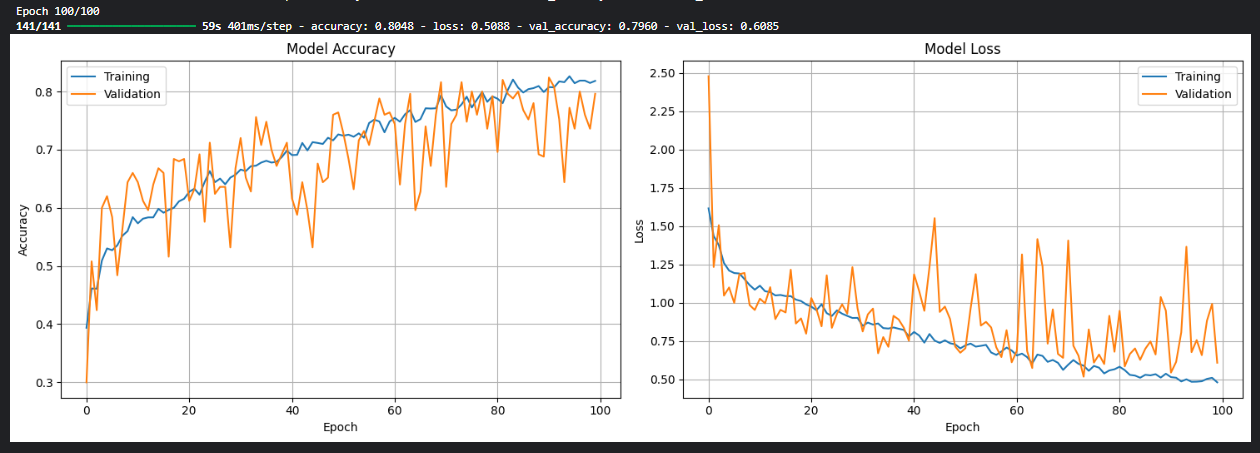 Epoch 100/100
141/141 59s 401ms/step - accuracy: 0.8048 - loss: 0.5088 - val_accuracy: 0.7960 - val_loss: 0.6085
Model Accuracy
Training
Validation
0.8
0.7
0.6
0.5
0.4
0.3
Accuracy
0
20
40
60
80
100
Epoch
Model Loss
Training
Validation
2.50
2.25
2.00
1.75
1.50
1.25
1.00
0.75
0.50
Loss
0
20
40
60
80
100
Epoch